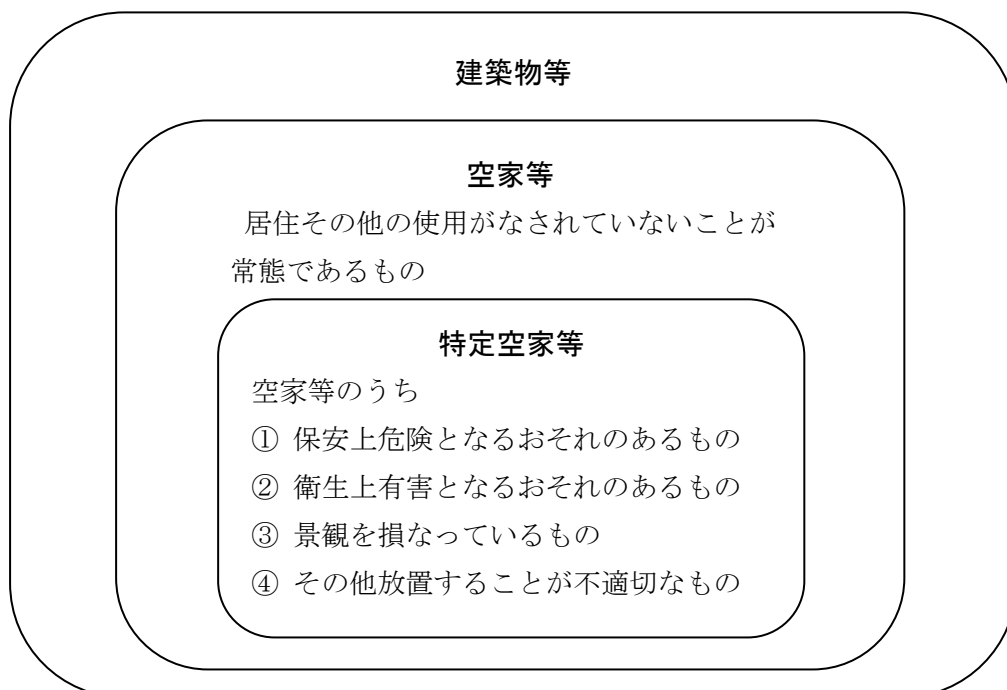 建築物等
空家等
居住その他の使用がなされていないことが
常態であるもの
特定空家等
空家等のうち
① 保安上危険となるおそれのあるもの
② 衛生上有害となるおそれのあるもの
③ 景観を損なっているもの
④ その他放置することが不適切なもの